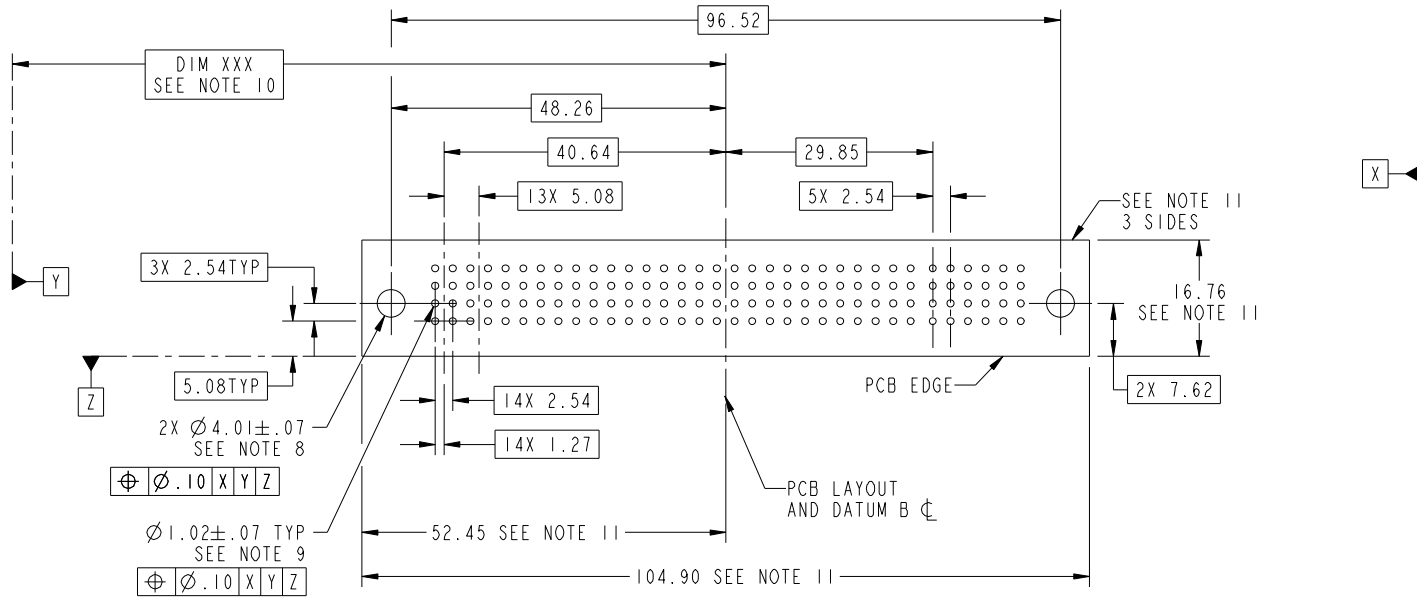 96.52
DIM XXX
SEE NOTE 10
48.26
40.64
29.85
X
13X 5.08
5X 2.54
SEE NOTE 11
3 SIDES
3X 2.54TYP
Y
16.76
SEE NOTE 11
5.08TYP
PCB EDGE
2X 7.62
Z
14X 2.54
2X Ø4.01±.07
SEE NOTE 8
14X 1.27
⌖ Ø.10 X Y Z
PCB LAYOUT
AND DATUM B ℄
Ø1.02±.07 TYP
SEE NOTE 9
52.45 SEE NOTE 11
⌖ Ø.10 X Y Z
104.90 SEE NOTE 11